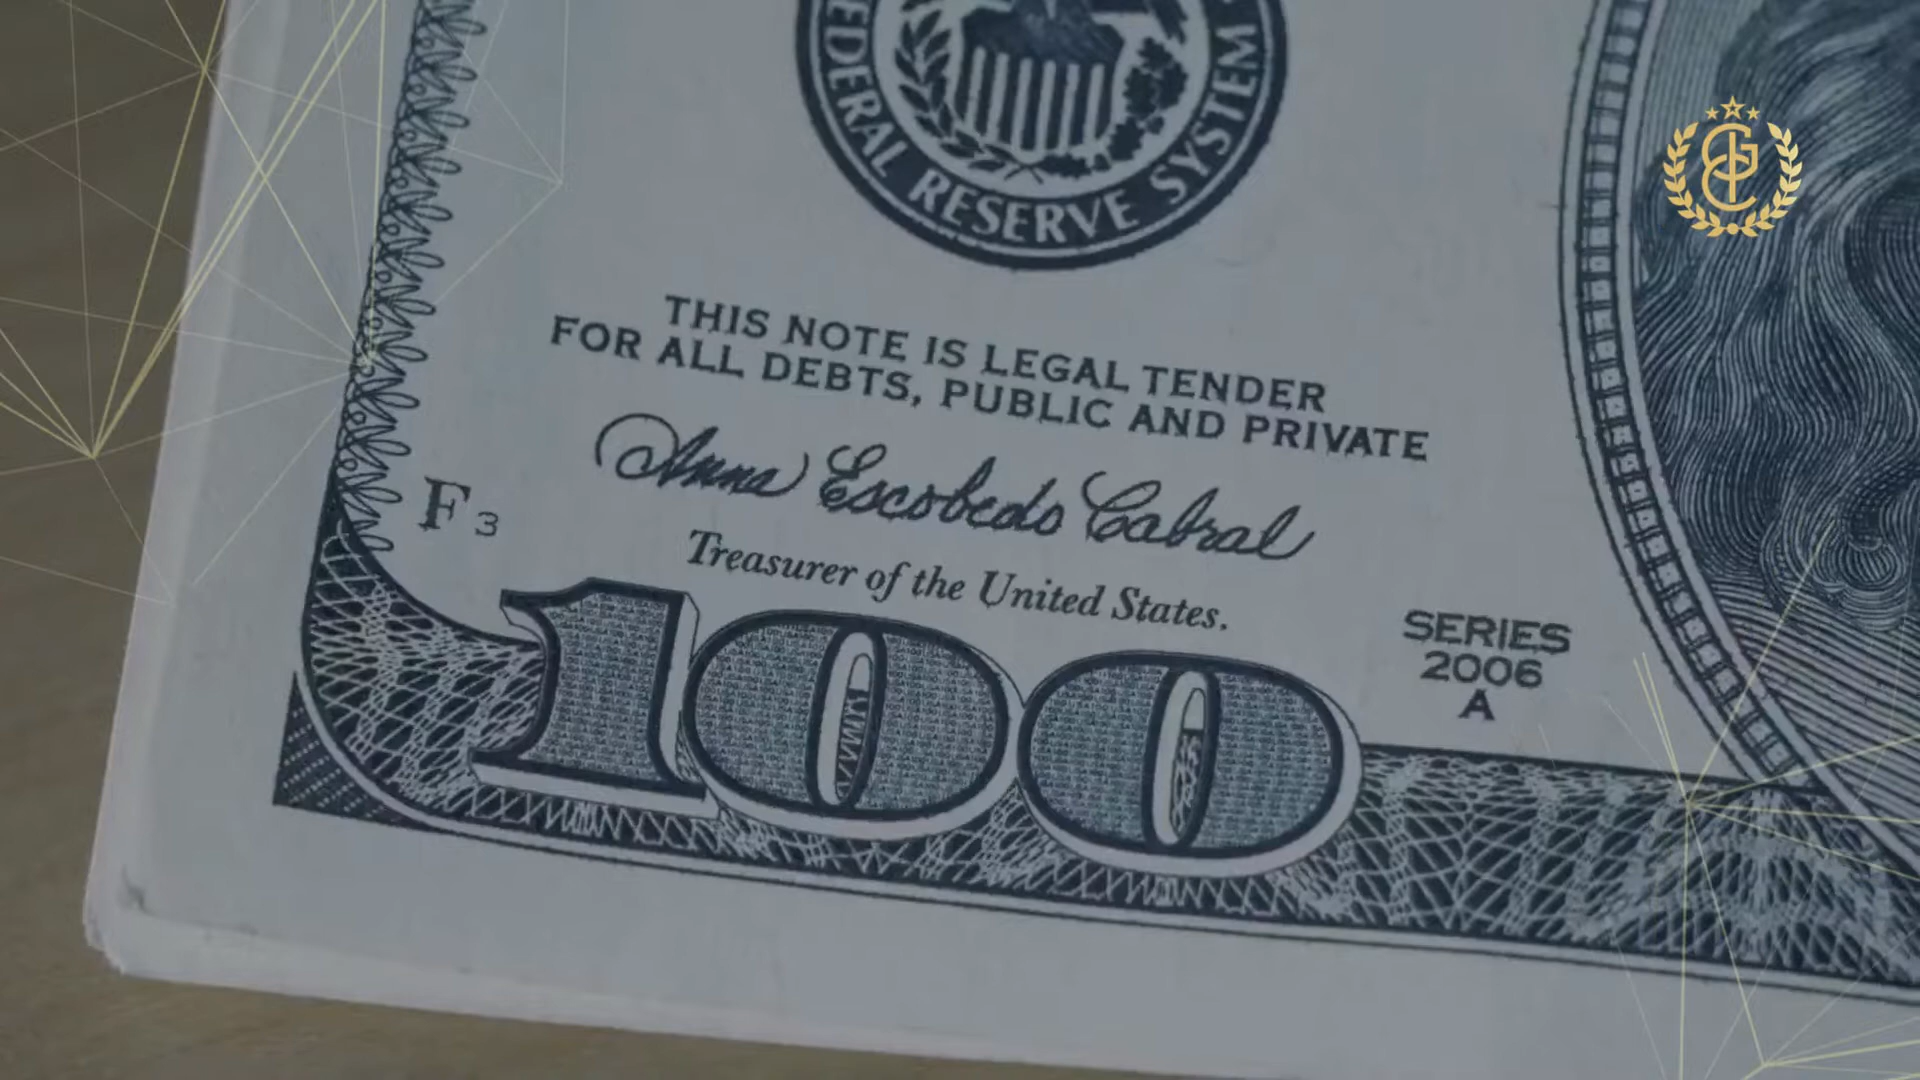 FEDERAL RESERVE SYSTEM
THIS NOTE IS LEGAL TENDER
FOR ALL DEBTS, PUBLIC AND PRIVATE
Anna Escobedo Cabral
F 3
Treasurer of the United States.
SERIES
2006
A
100